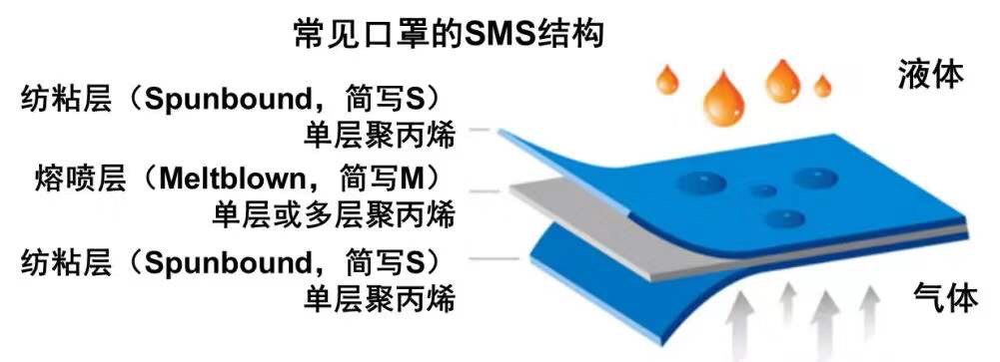 常见口罩的SMS结构
液体
纺粘层（Spunbound，简写S）
单层聚丙烯
熔喷层（Meltblown，简写M）
单层或多层聚丙烯
纺粘层（Spunbound，简写S）
单层聚丙烯
气体